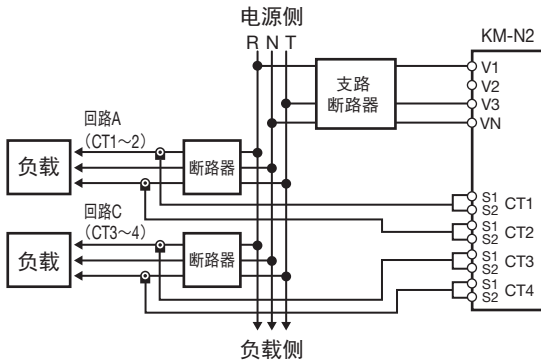 电源侧
R N T
KM-N2
V1
V2
V3
VN
支路
断路器
回路A
（CT1～2）
负载
断路器
S1
S2
CT1
S1
S2
CT2
回路C
（CT3～4）
负载
断路器
S1
S2
CT3
S1
S2
CT4
负载侧